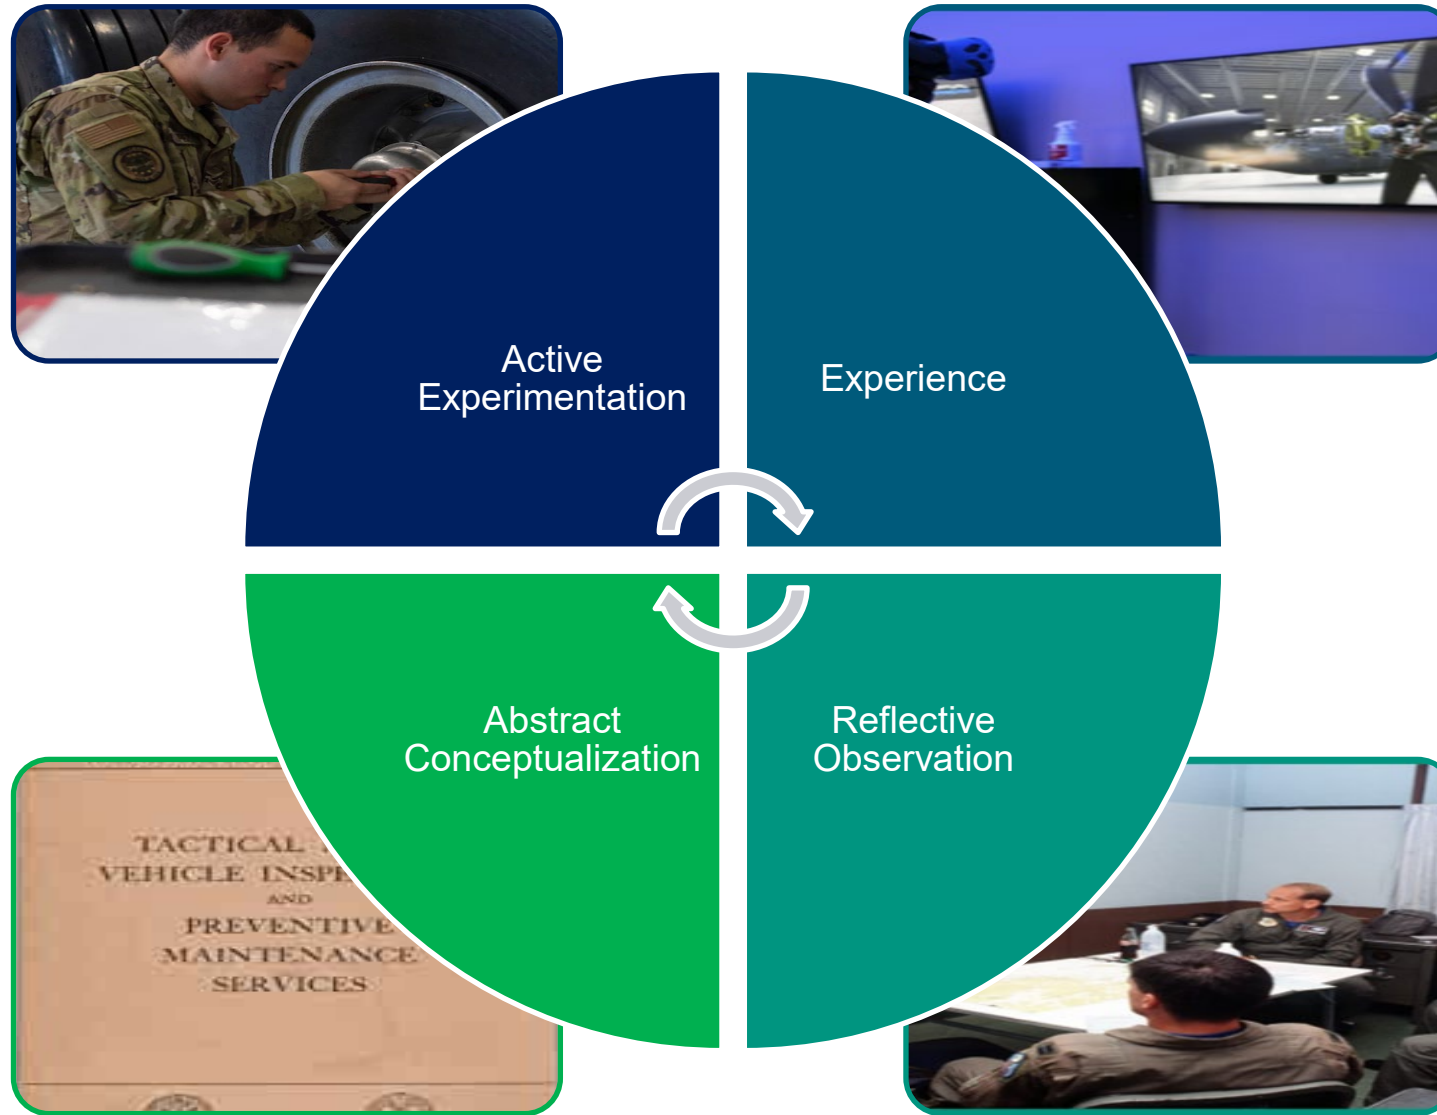 Active
Experimentation
Experience
Abstract
Conceptualization
Reflective
Observation
TACTICAL
VEHICLE
AND
PREVENTIVE
MAINTENANCE
SERVICES